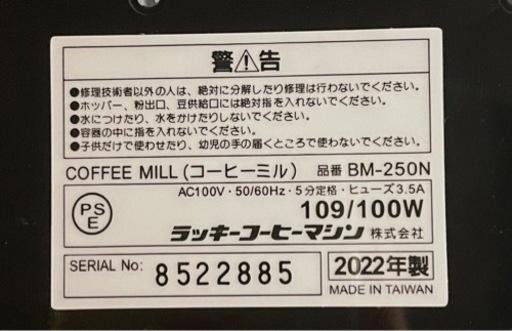 警⚠告
●修理技術者以外の人は、絶対に分解したり修理は行わないでください。
●ホッパー、粉出口、豆供給口には絶対指を入れないでください。
●水につけたり、水をかけたりしないでください。
●容器の中に指を入れないでください。
●子供だけで使わせたり、幼児の手の届くところで使わないでください。
COFFEE MILL (コーヒーミル) 品番 BM-250N
AC100V・50/60Hz・5分定格・ヒューズ3.5A
PS
E
109/100W
ラッキーコーヒーマシン 株式会社
SERIAL No: 8522885
2022年製
MADE IN TAIWAN